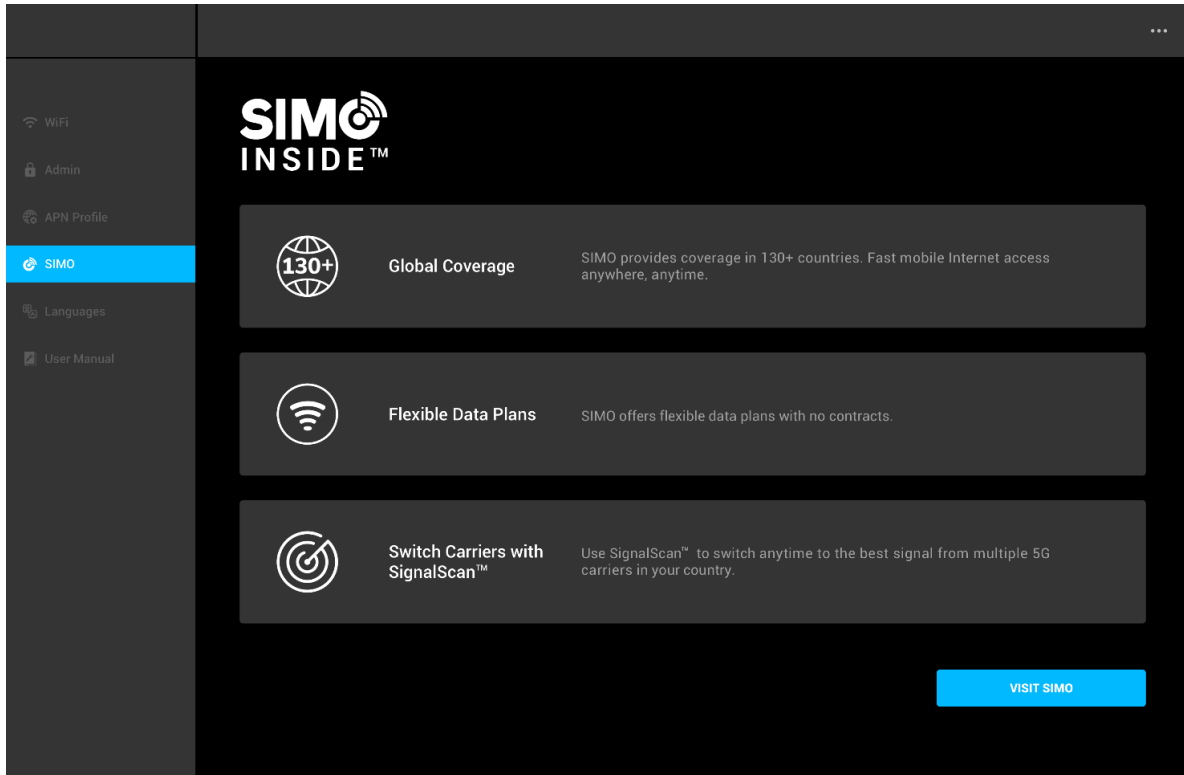 WiFi
Admin
APN Profile
SIMO
Languages
User Manual
SIMO
INSIDE™
130+
Global Coverage
SIMO provides coverage in 130+ countries. Fast mobile Internet access
anywhere, anytime.
Flexible Data Plans
SIMO offers flexible data plans with no contracts.
Switch Carriers with
SignalScan™
Use SignalScan™ to switch anytime to the best signal from multiple 5G
carriers in your country.
VISIT SIMO